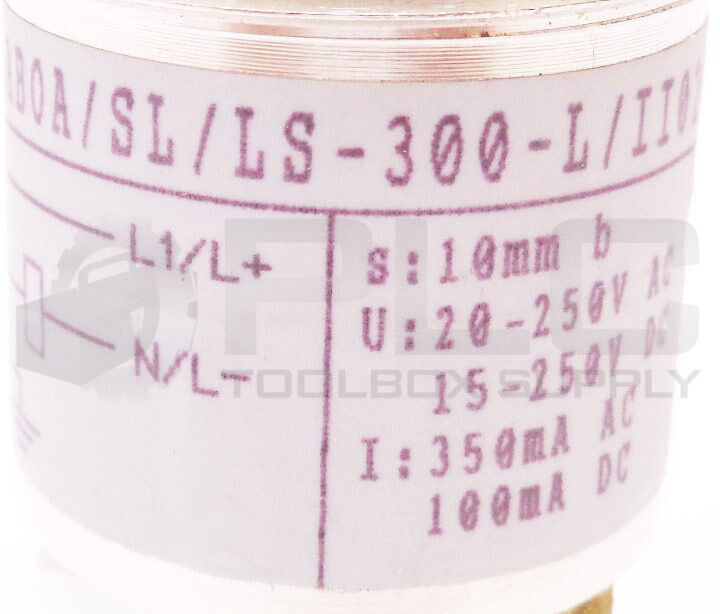 AB0A/SL/LS-300-L/II0
L1/L+
N/L-
s:10mm b
U:20-250V AC
15-250V DC
I:350mA AC
100mA DC
PLC
TOOLBOX SUPPLY